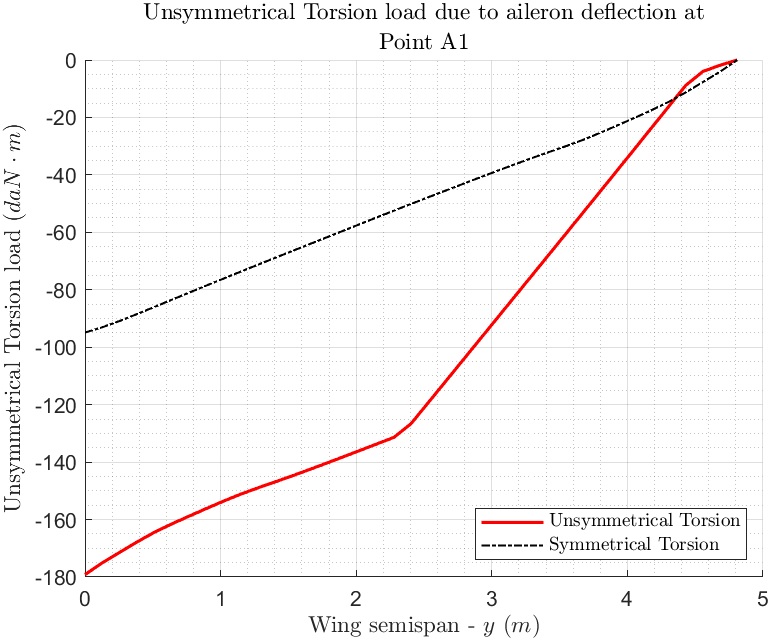 Unsymmetrical Torsion load due to aileron deflection at
Point A1
Unsymmetrical Torsion load (daN · m)
0
-20
-40
-60
-80
-100
-120
-140
-160
-180
0 1 2 3 4 5
Wing semispan - y (m)
Unsymmetrical Torsion
Symmetrical Torsion